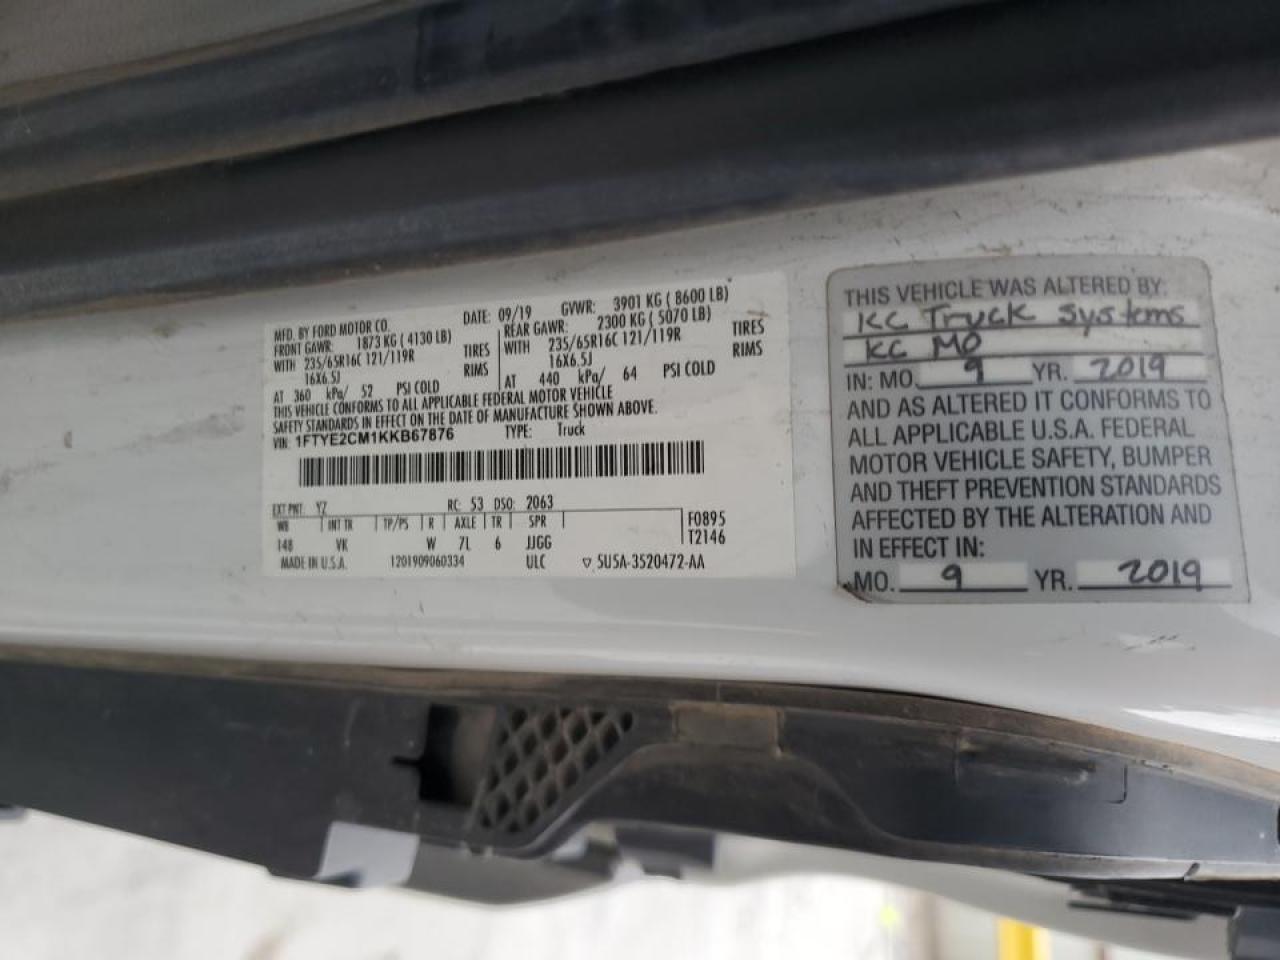 MFD. BY FORD MOTOR CO.
DATE: 09/19 GVWR: 3901 KG ( 8600 LB)
FRONT GAWR: 1873 KG ( 4130 LB) REAR GAWR: 2300 KG ( 5070 LB)
WITH 235/65R16C 121/119R TIRES WITH 235/65R16C 121/119R TIRES
16X6.5J RIMS 16X6.5J RIMS
AT 360 kPa/ 52 PSI COLD AT 440 kPa/ 64 PSI COLD
THIS VEHICLE CONFORMS TO ALL APPLICABLE FEDERAL MOTOR VEHICLE
SAFETY STANDARDS IN EFFECT ON THE DATE OF MANUFACTURE SHOWN ABOVE.
VIN: 1FTYE2CM1KKB67876 TYPE: Truck
EXT PNT: YZ RC: 53 DSO: 2063
WB INT TR TP/PS R AXLE TR SPR F0895
148 VK W 7L 6 JJGG T2146
MADE IN U.S.A. 1201909060334 ULC ▽ 5U5A-3520472-AA
THIS VEHICLE WAS ALTERED BY:
KC Truck Systems
KC MO
IN: MO. 9 YR. 2019
AND AS ALTERED IT CONFORMS TO
ALL APPLICABLE U.S.A. FEDERAL
MOTOR VEHICLE SAFETY, BUMPER
AND THEFT PREVENTION STANDARDS
AFFECTED BY THE ALTERATION AND
IN EFFECT IN:
MO. 9 YR. 2019